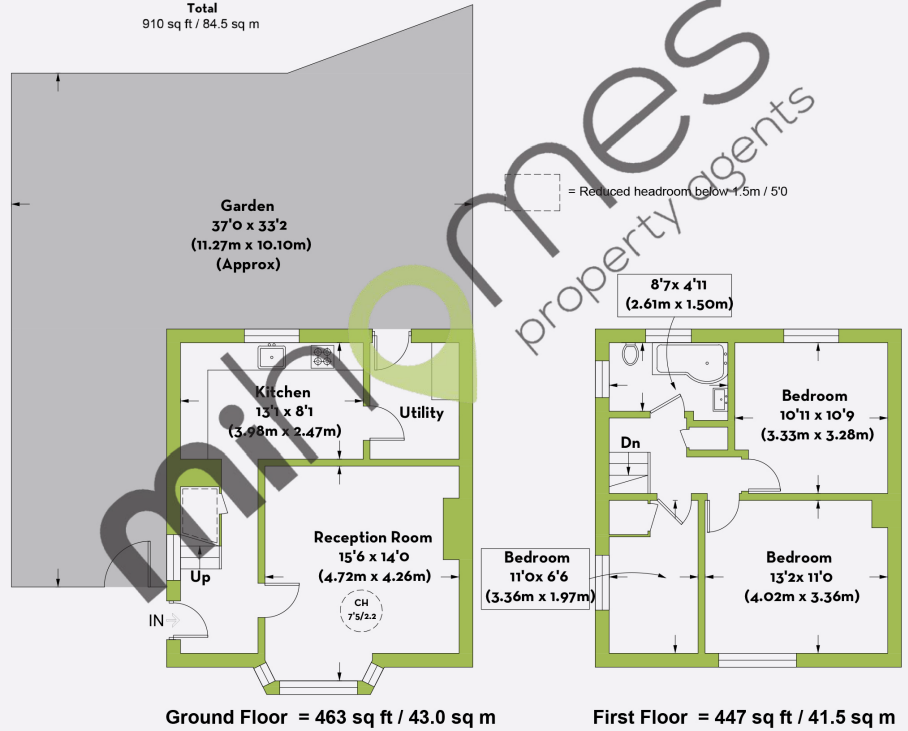 Total
910 sq ft / 84.5 sq m
= Reduced headroom below 1.5m / 5'0
Garden
37'0 x 33'2
(11.27m x 10.10m)
(Approx)
mihomes
property agents
8'7x 4'11
(2.61m x 1.50m)
Kitchen
13'1 x 8'1
(3.98m x 2.47m)
Utility
Bedroom
10'11 x 10'9
(3.33m x 3.28m)
Dn
Reception Room
15'6 x 14'0
(4.72m x 4.26m)
CH
7'5/2.2
Up
IN
Bedroom
11'0x 6'6
(3.36m x 1.97m)
Bedroom
13'2x 11'0
(4.02m x 3.36m)
Ground Floor = 463 sq ft / 43.0 sq m
First Floor = 447 sq ft / 41.5 sq m